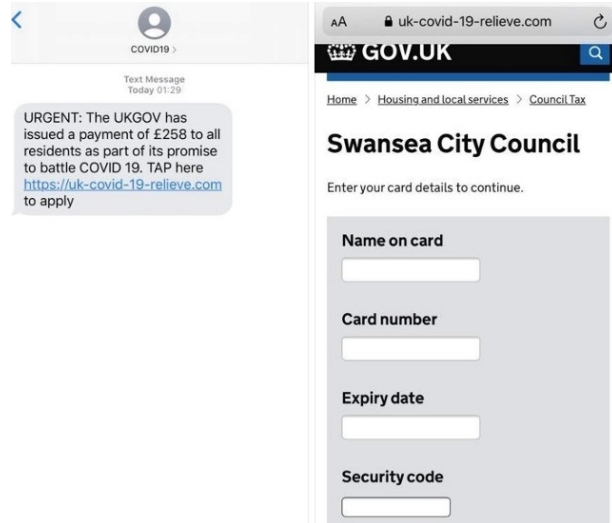 COVID19 >
Text Message
Today 01:29
URGENT: The UKGOV has
issued a payment of £258 to all
residents as part of its promise
to battle COVID 19. TAP here
https://uk-covid-19-relieve.com
to apply
AA uk-covid-19-relieve.com
GOV.UK
Home > Housing and local services > Council Tax
Swansea City Council
Enter your card details to continue.
Name on card
Card number
Expiry date
Security code